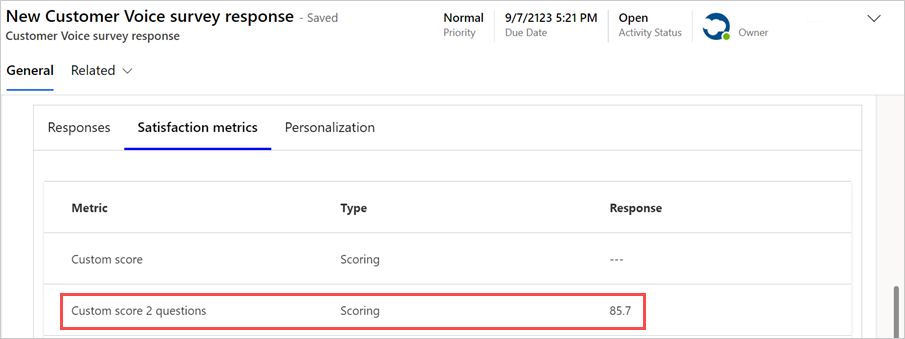 New Customer Voice survey response - Saved
Customer Voice survey response
Normal
Priority
9/7/2123 5:21 PM
Due Date
Open
Activity Status
Owner
General Related
Responses Satisfaction metrics Personalization
Metric Type Response
Custom score Scoring ---
Custom score 2 questions Scoring 85.7